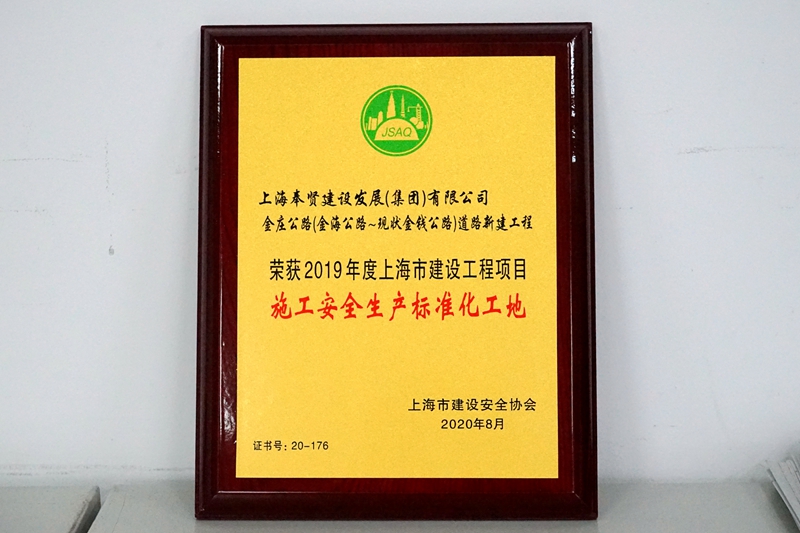 JSAQ
上海奉贤建设发展(集团)有限公司
金庄公路(金海公路~现状金钱公路)道路新建工程
荣获2019年度上海市建设工程项目
施工安全生产标准化工地
上海市建设安全协会
2020年8月
证书号：20-176